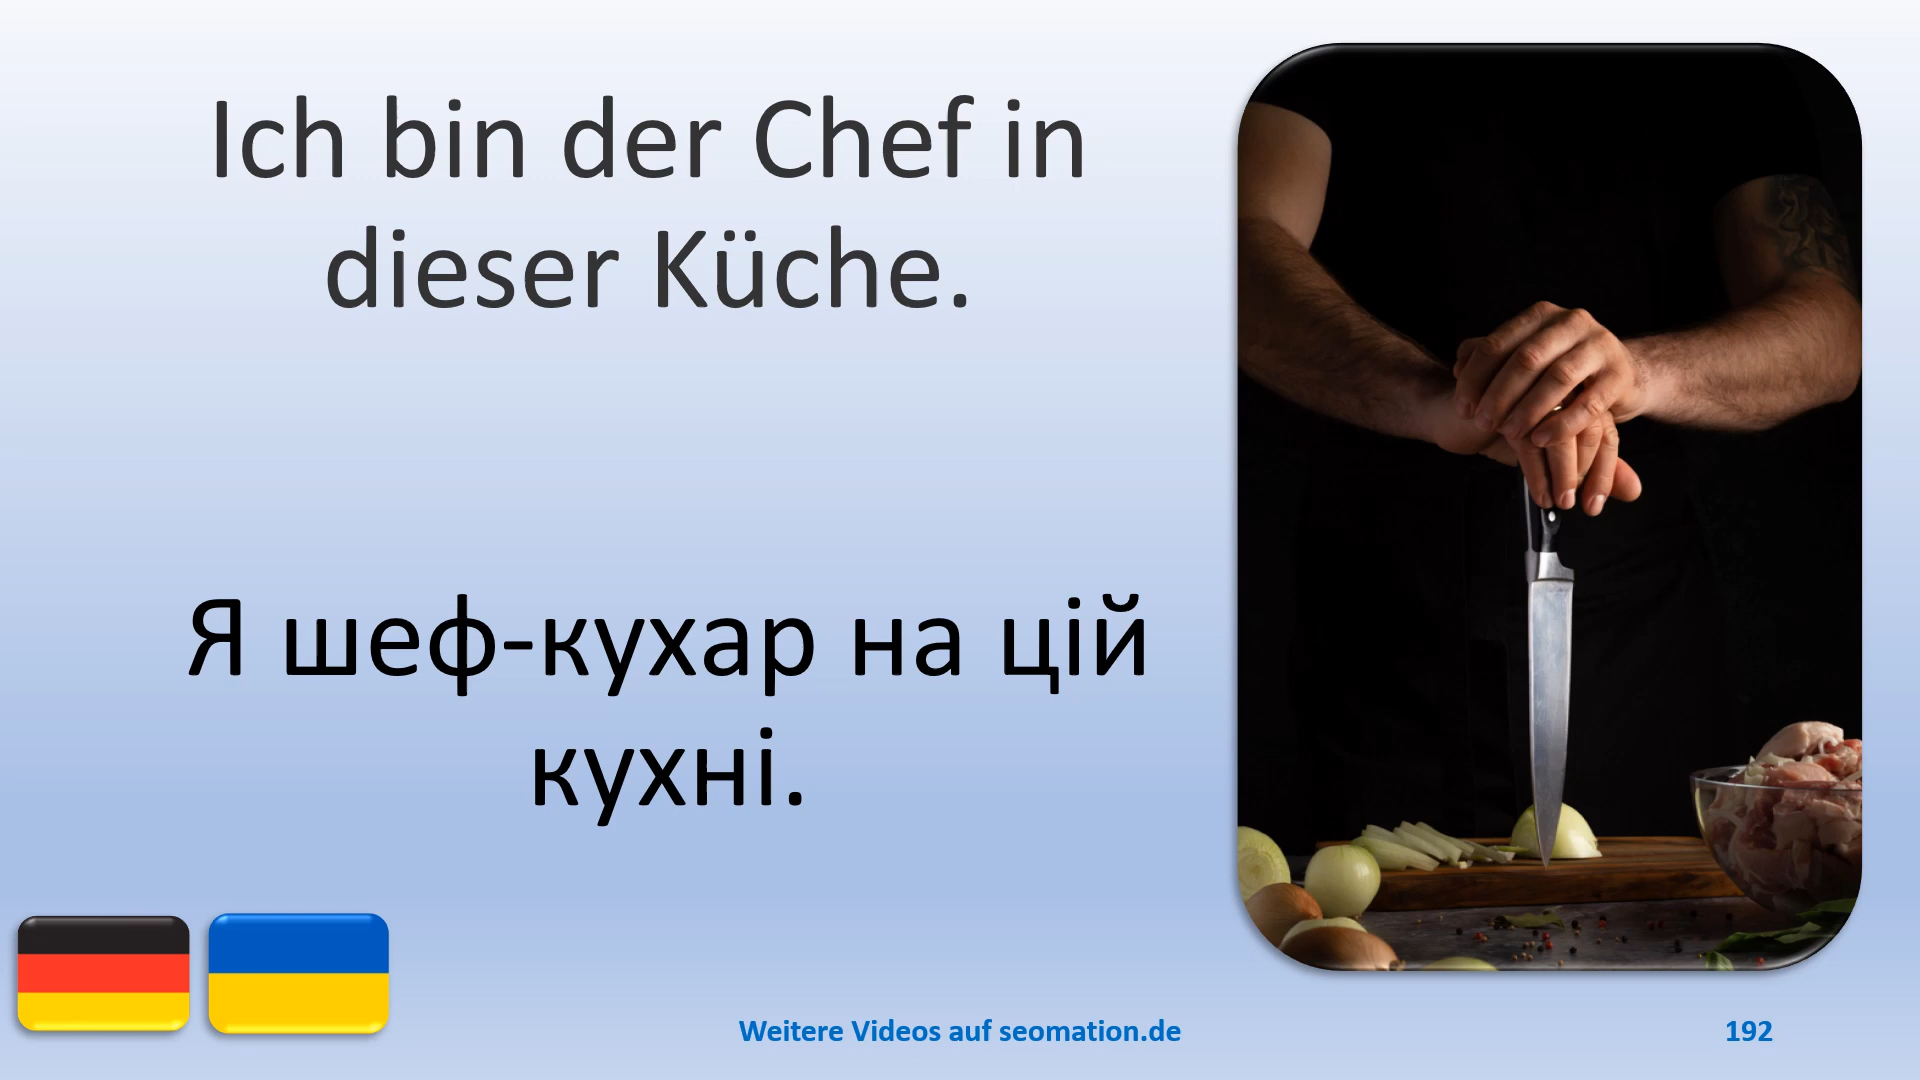 Ich bin der Chef in
dieser Küche.
Я шеф-кухар на цій
кухні.
Weitere Videos auf seomation.de
192